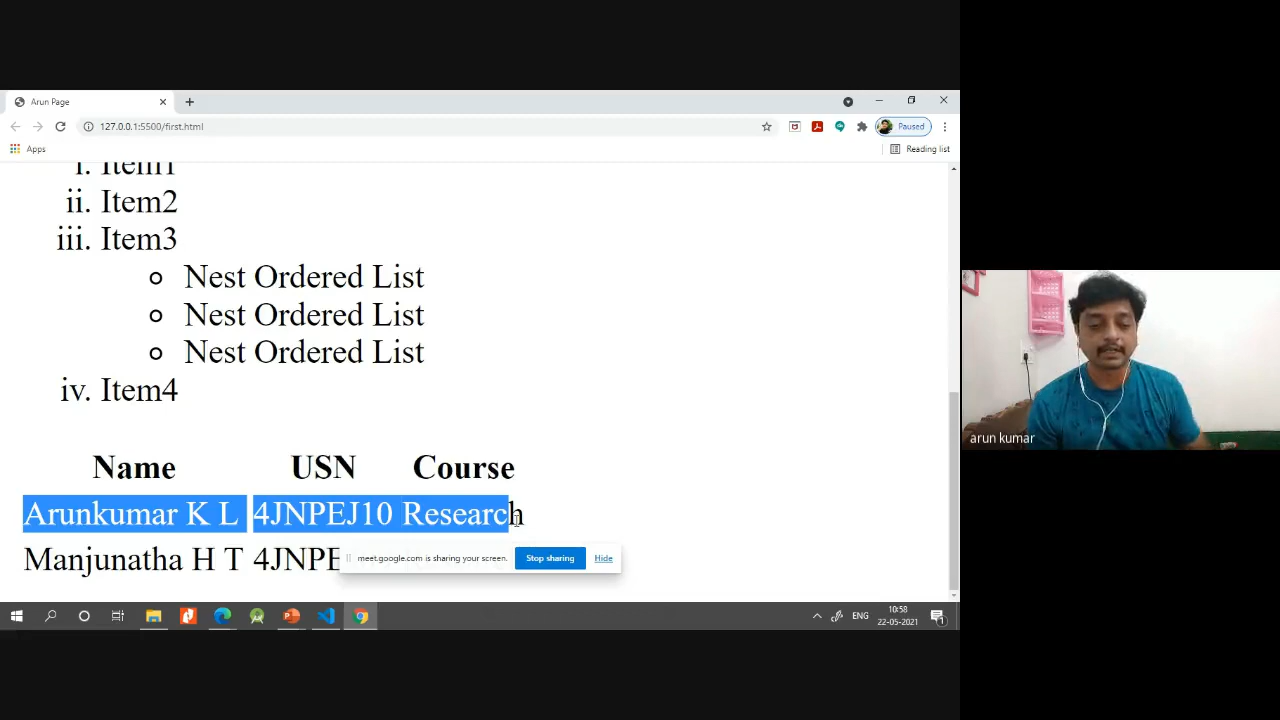 Arun Page
127.0.0.1:5500/first.html
Paused
Apps
Reading list
i. Item1
ii. Item2
iii. Item3
Nest Ordered List
Nest Ordered List
Nest Ordered List
iv. Item4
Name USN Course
Arunkumar K L 4JNPEJ10 Research
Manjunatha H T 4JNPE
meet.google.com is sharing your screen. Stop sharing Hide
arun kumar
ENG
10:58
22-05-2021
1